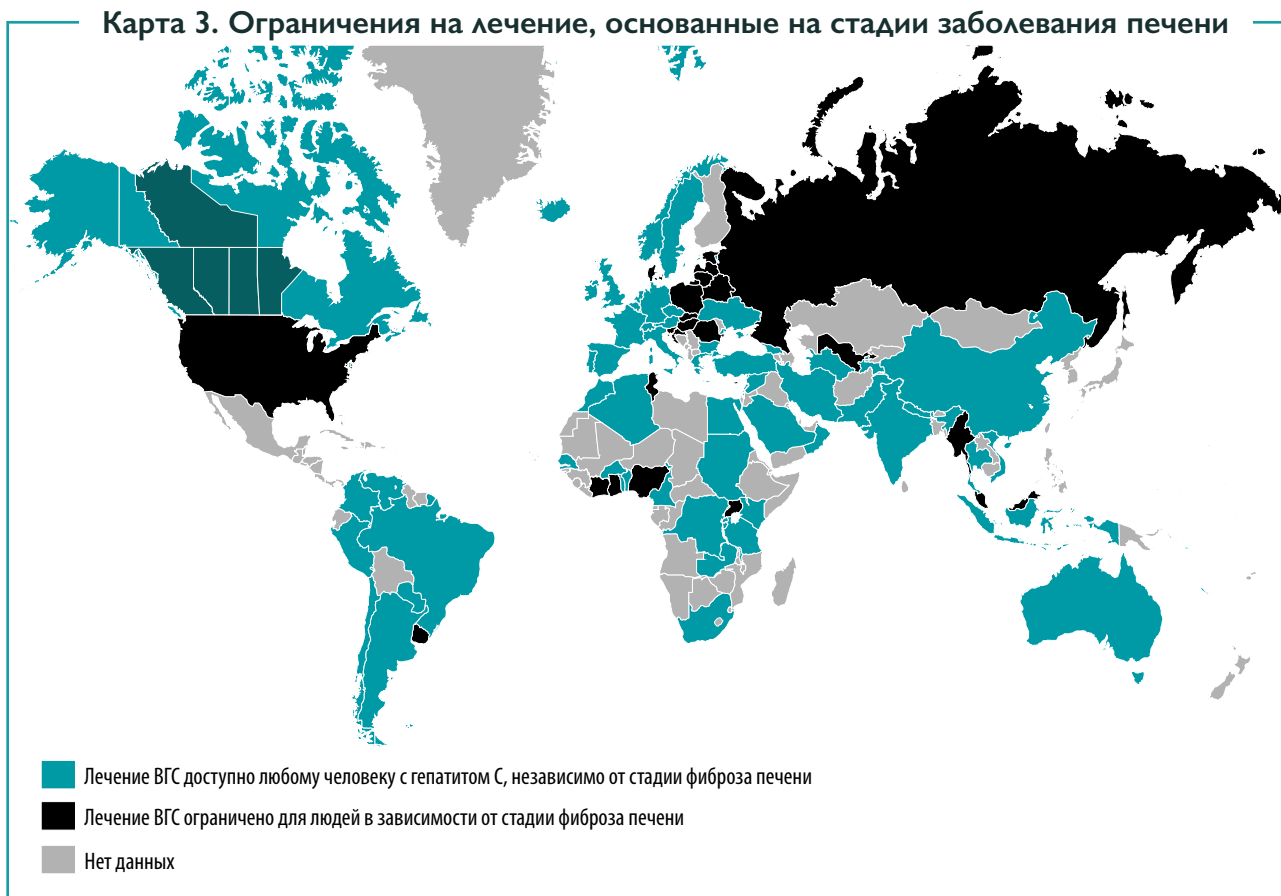 Карта 3. Ограничения на лечение, основанные на стадии заболевания печени
Лечение ВГС доступно любому человеку с гепатитом С, независимо от стадии фиброза печени
Лечение ВГС ограничено для людей в зависимости от стадии фиброза печени
Нет данных